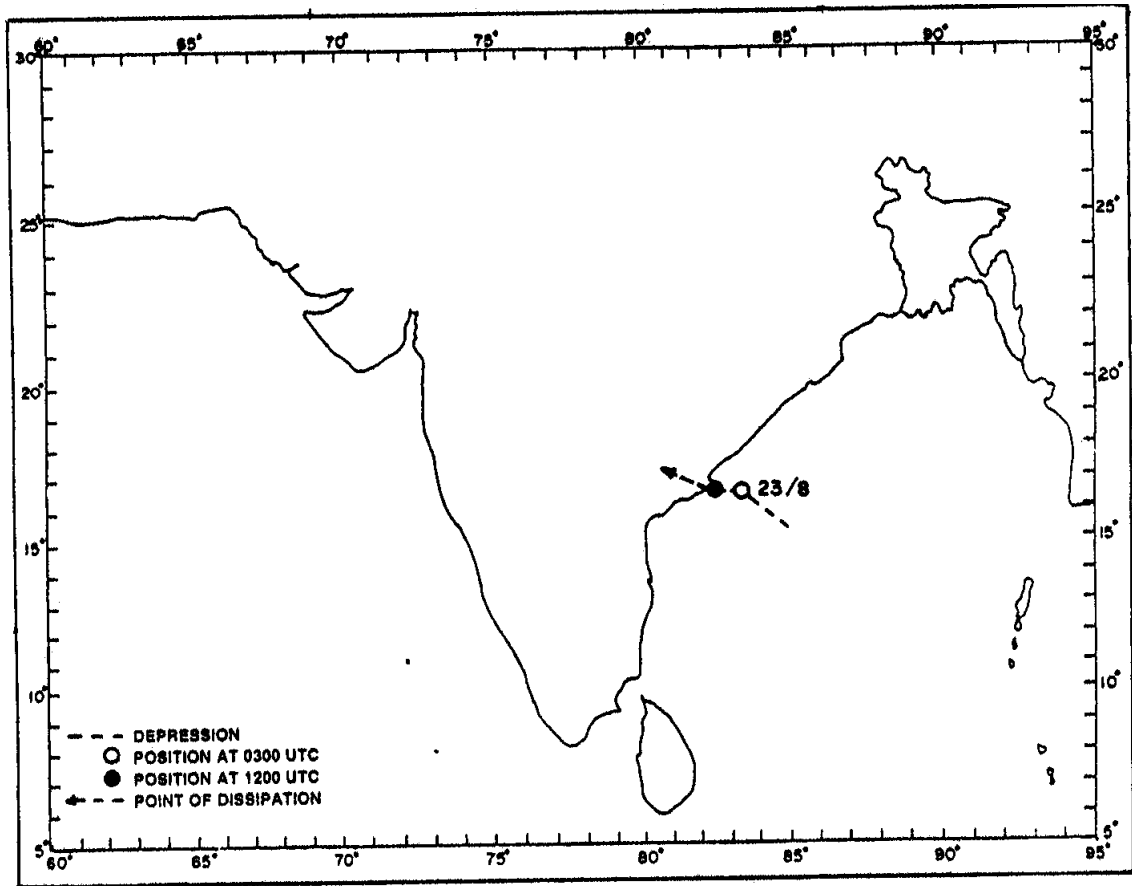 60° 65° 70° 75° 80° 85° 90° 95°
30° 30°
25° 25°
20° 20°
23/8
15° 15°
10° 10°
DEPRESSION
POSITION AT 0300 UTC
POSITION AT 1200 UTC
POINT OF DISSIPATION
5° 5°
60° 65° 70° 75° 80° 85° 90° 95°